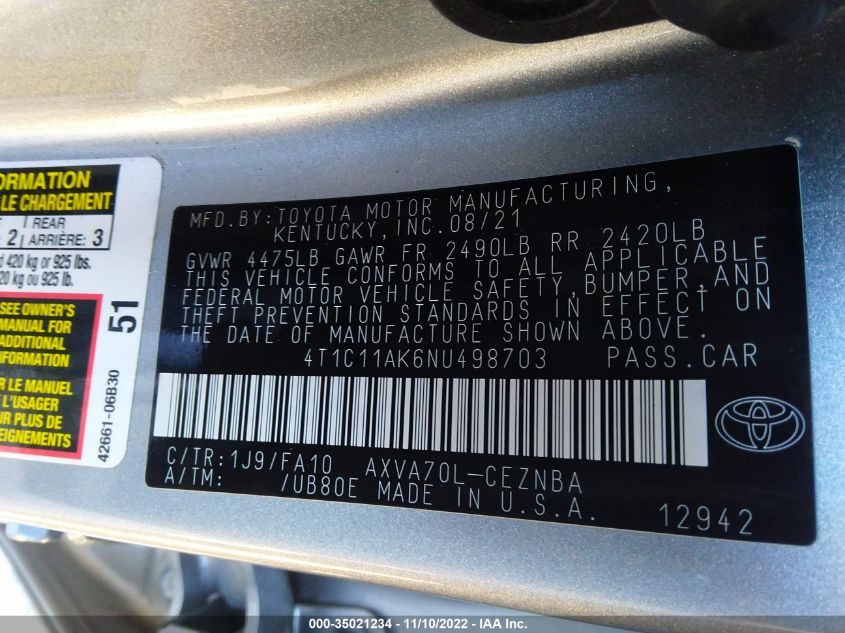 ORMATION
LE CHARGEMENT
REAR
2 ARRIÈRE: 3
420 kg or 925 lbs.
20 kg ou 925 lb.
SEE OWNER'S
MANUAL FOR
ADDITIONAL
INFORMATION
R LE MANUEL
L'USAGER
R PLUS DE
EIGNEMENTS
51
42661-06B30
MFD.BY:TOYOTA MOTOR MANUFACTURING,
KENTUCKY, INC.08/21
GVWR 4475LB GAWR FR 2490LB RR 2420LB
THIS VEHICLE CONFORMS TO ALL APPLICABLE
FEDERAL MOTOR VEHICLE SAFETY,BUMPER,AND
THEFT PREVENTION STANDARDS IN EFFECT ON
THE DATE OF MANUFACTURE SHOWN ABOVE.
4T1C11AK6NU498703 PASS.CAR
C/TR:1J9/FA10 AXVA70L-CEZNBA
A/TM: /UB80E MADE IN U.S.A.
12942
000-35021234 - 11/10/2022 - IAA Inc.